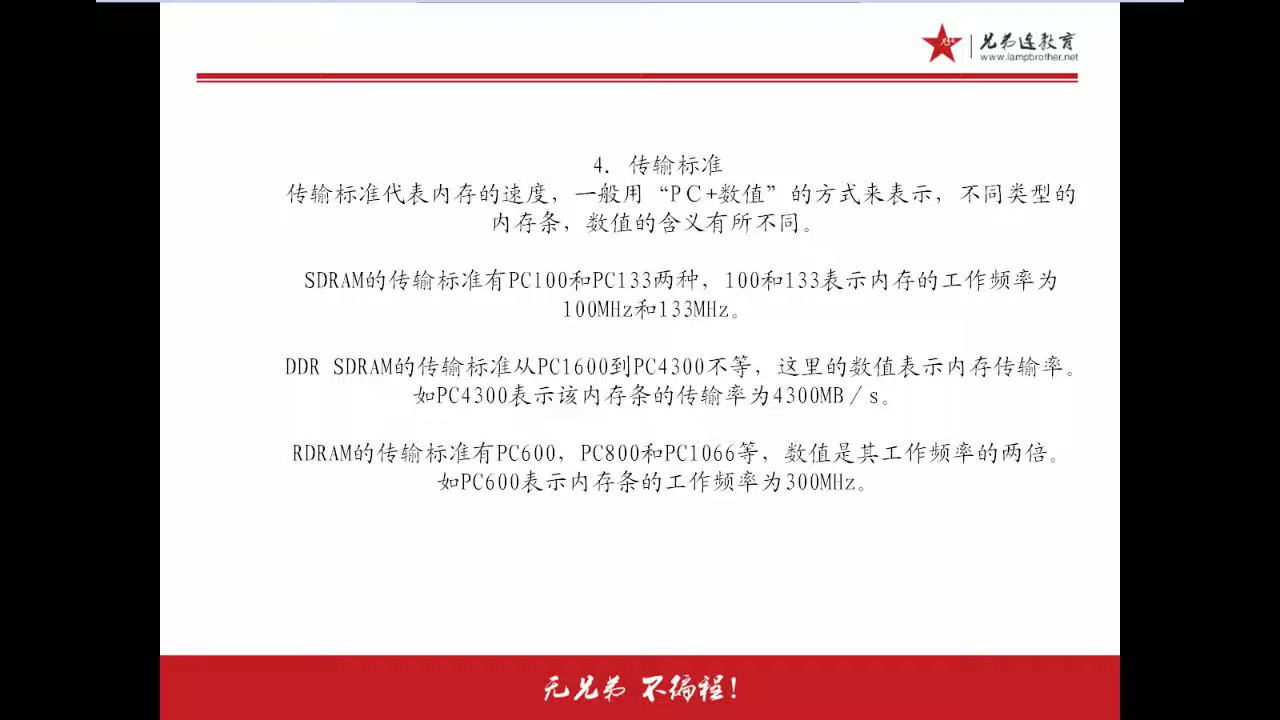 兄弟连教育
www.lampbrother.net
4. 传输标准
传输标准代表内存的速度，一般用“PC+数值”的方式来表示，不同类型的
内存条，数值的含义有所不同。
SDRAM的传输标准有PC100和PC133两种，100和133表示内存的工作频率为
100MHz和133MHz。
DDR SDRAM的传输标准从PC1600到PC4300不等，这里的数值表示内存传输率。
如PC4300表示该内存条的传输率为4300MB/s。
RDRAM的传输标准有PC600，PC800和PC1066等，数值是其工作频率的两倍。
如PC600表示内存条的工作频率为300MHz。
无兄弟 不编程！